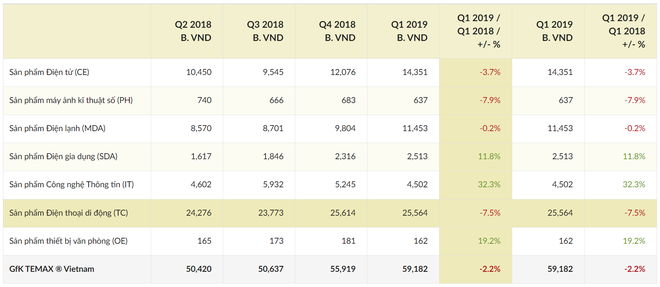 Q2 2018 B. VND Q3 2018 B. VND Q4 2018 B. VND Q1 2019 B. VND Q1 2019 / Q1 2018 / +/- % Q1 2019 B. VND Q1 2019 / Q1 2018 +/- %
Sản phẩm Điện tử (CE) 10,450 9,545 12,076 14,351 -3.7% 14,351 -3.7%
Sản phẩm máy ảnh kĩ thuật số (PH) 740 666 683 637 -7.9% 637 -7.9%
Sản phẩm Điện lạnh (MDA) 8,570 8,701 9,804 11,453 -0.2% 11,453 -0.2%
Sản phẩm Điện gia dụng (SDA) 1,617 1,846 2,316 2,513 11.8% 2,513 11.8%
Sản phẩm Công nghệ Thông tin (IT) 4,602 5,932 5,245 4,502 32.3% 4,502 32.3%
Sản phẩm Điện thoại di động (TC) 24,276 23,773 25,614 25,564 -7.5% 25,564 -7.5%
Sản phẩm thiết bị văn phòng (OE) 165 173 181 162 19.2% 162 19.2%
GfK TEMAX ® Vietnam 50,420 50,637 55,919 59,182 -2.2% 59,182 -2.2%